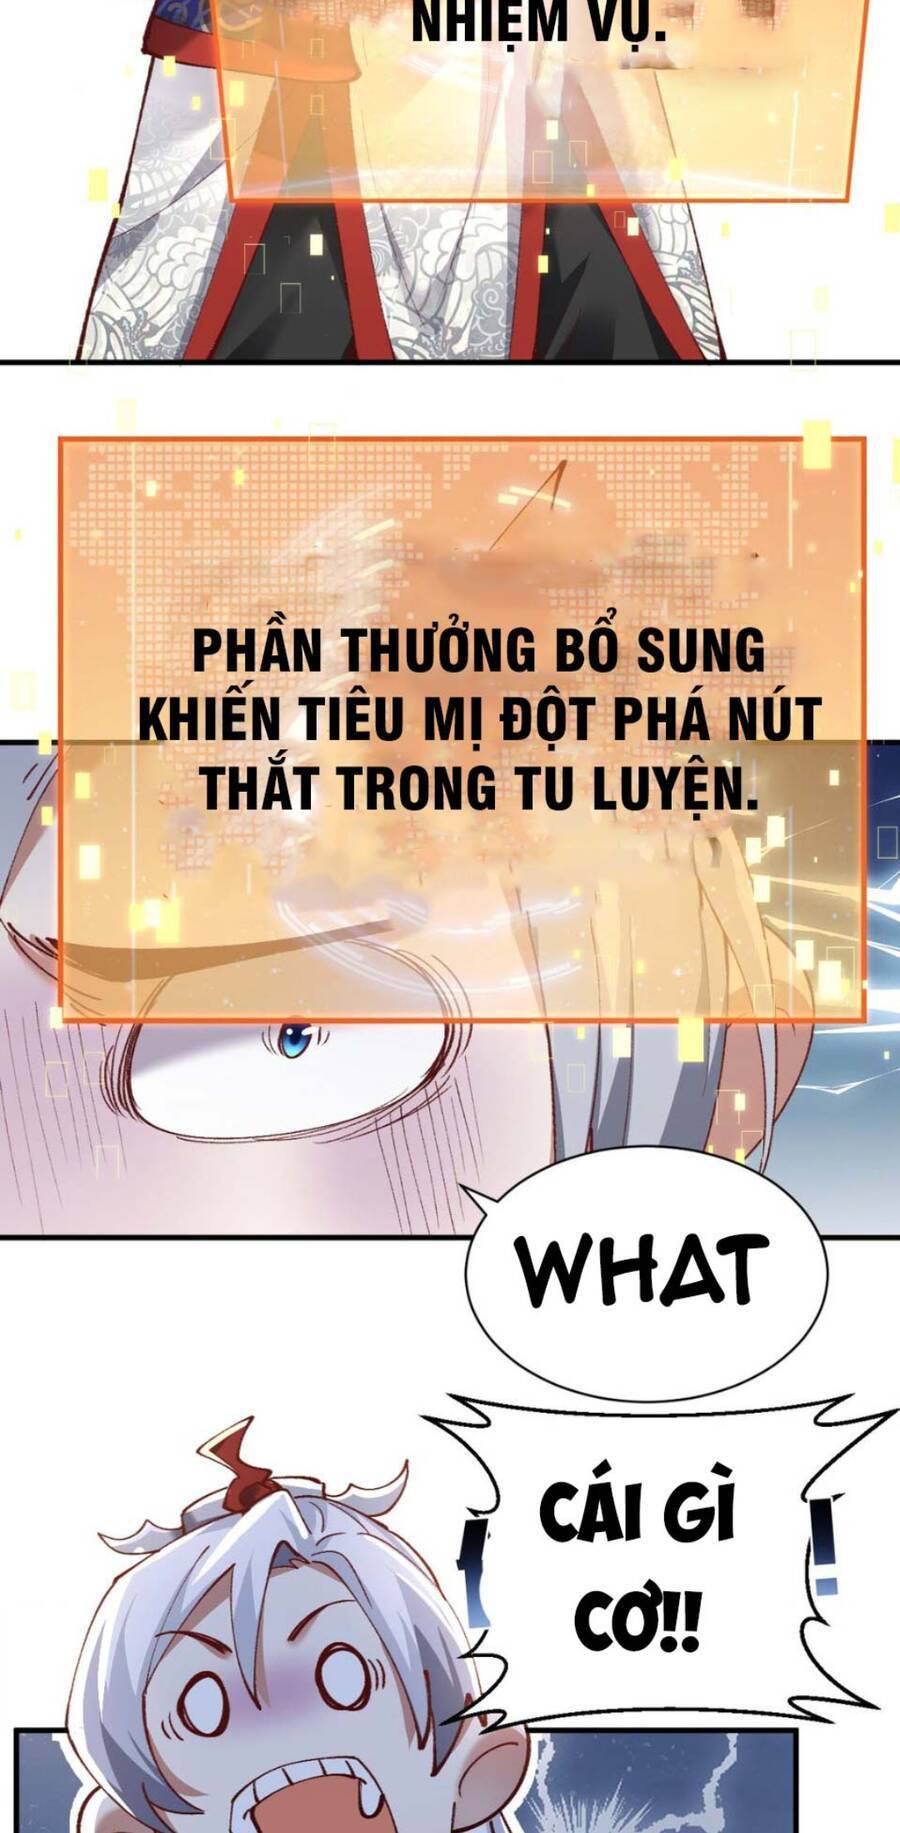 NHIỆM VỤ.
PHẦN THƯỞNG BỔ SUNG
KHIẾN TIÊU MỊ ĐỘT PHÁ NÚT
THẮT TRONG TU LUYỆN.
WHAT
CÁI GÌ
CƠ!!